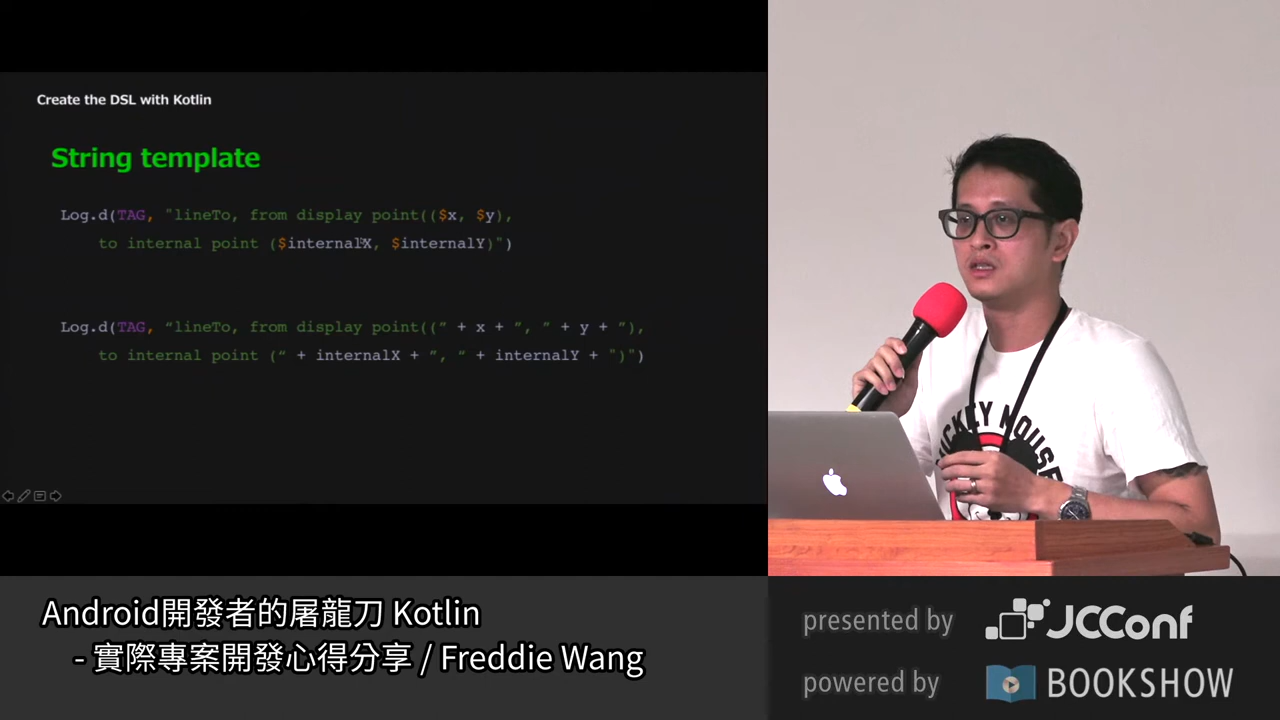 Create the DSL with Kotlin
String template
Log.d(TAG, "lineTo, from display point(($x, $y),
to internal point ($internalX, $internalY)")
Log.d(TAG, “lineTo, from display point((” + x + ”, ” + y + ”),
to internal point (“ + internalX + ”, “ + internalY + ")")
MICKEY MOUSE
Android開發者的屠龍刀 Kotlin
- 實際專案開發心得分享 / Freddie Wang
presented by JCConf
powered by BOOKSHOW